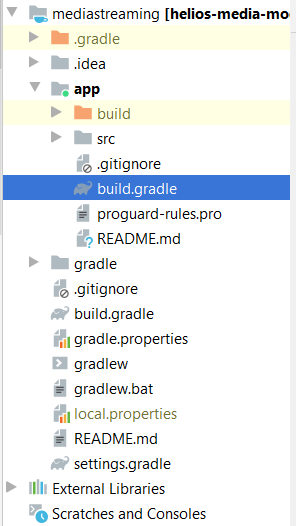 mediastreaming [helios-media-mo
.gradle
.idea
app
build
src
.gitignore
build.gradle
proguard-rules.pro
README.md
gradle
.gitignore
build.gradle
gradle.properties
gradlew
gradlew.bat
local.properties
README.md
settings.gradle
External Libraries
Scratches and Consoles